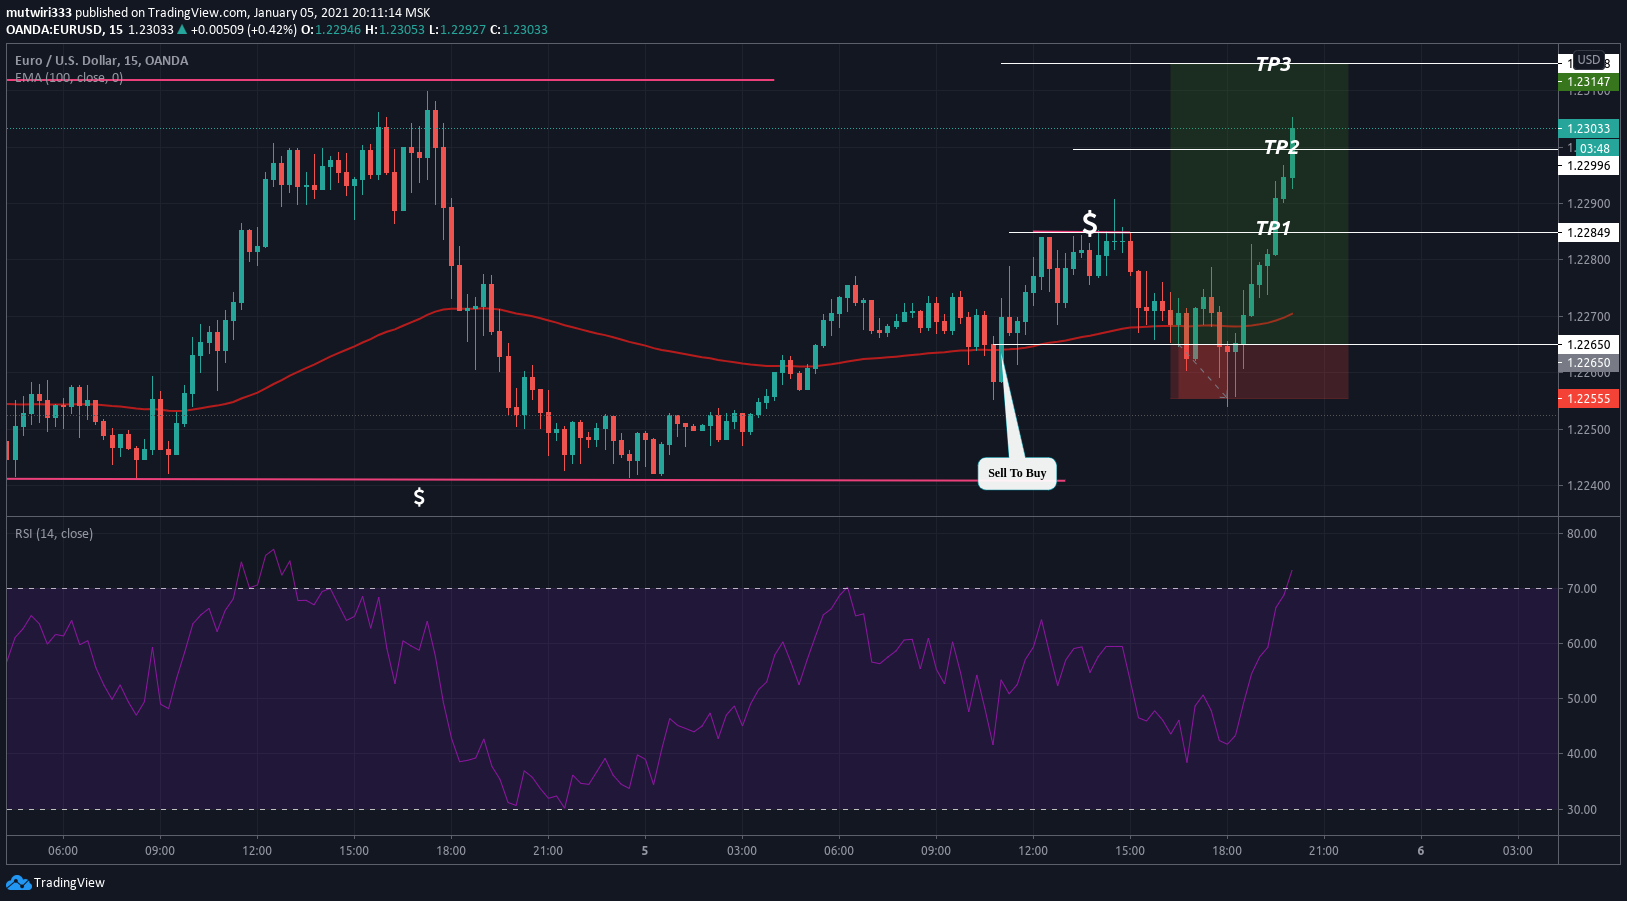 mutwiri333 published on TradingView.com, January 05, 2021 20:11:14 MSK
OANDA:EURUSD, 15 1.23033 ▲ +0.00509 (+0.42%) O:1.22946 H:1.23053 L:1.22927 C:1.23033
Euro / U.S. Dollar, 15, OANDA
EMA (100, close, 0)
TP3
USD
1.23147
1.23100
1.23033
TP2
03:48
1.22996
1.22900
$
TP1
1.22849
1.22800
1.22700
1.22650
1.22650
1.22600
1.22555
1.22500
Sell To Buy
1.22400
$
RSI (14, close)
80.00
70.00
60.00
50.00
40.00
30.00
06:00 09:00 12:00 15:00 18:00 21:00 5 03:00 06:00 09:00 12:00 15:00 18:00 21:00 6 03:00
TradingView